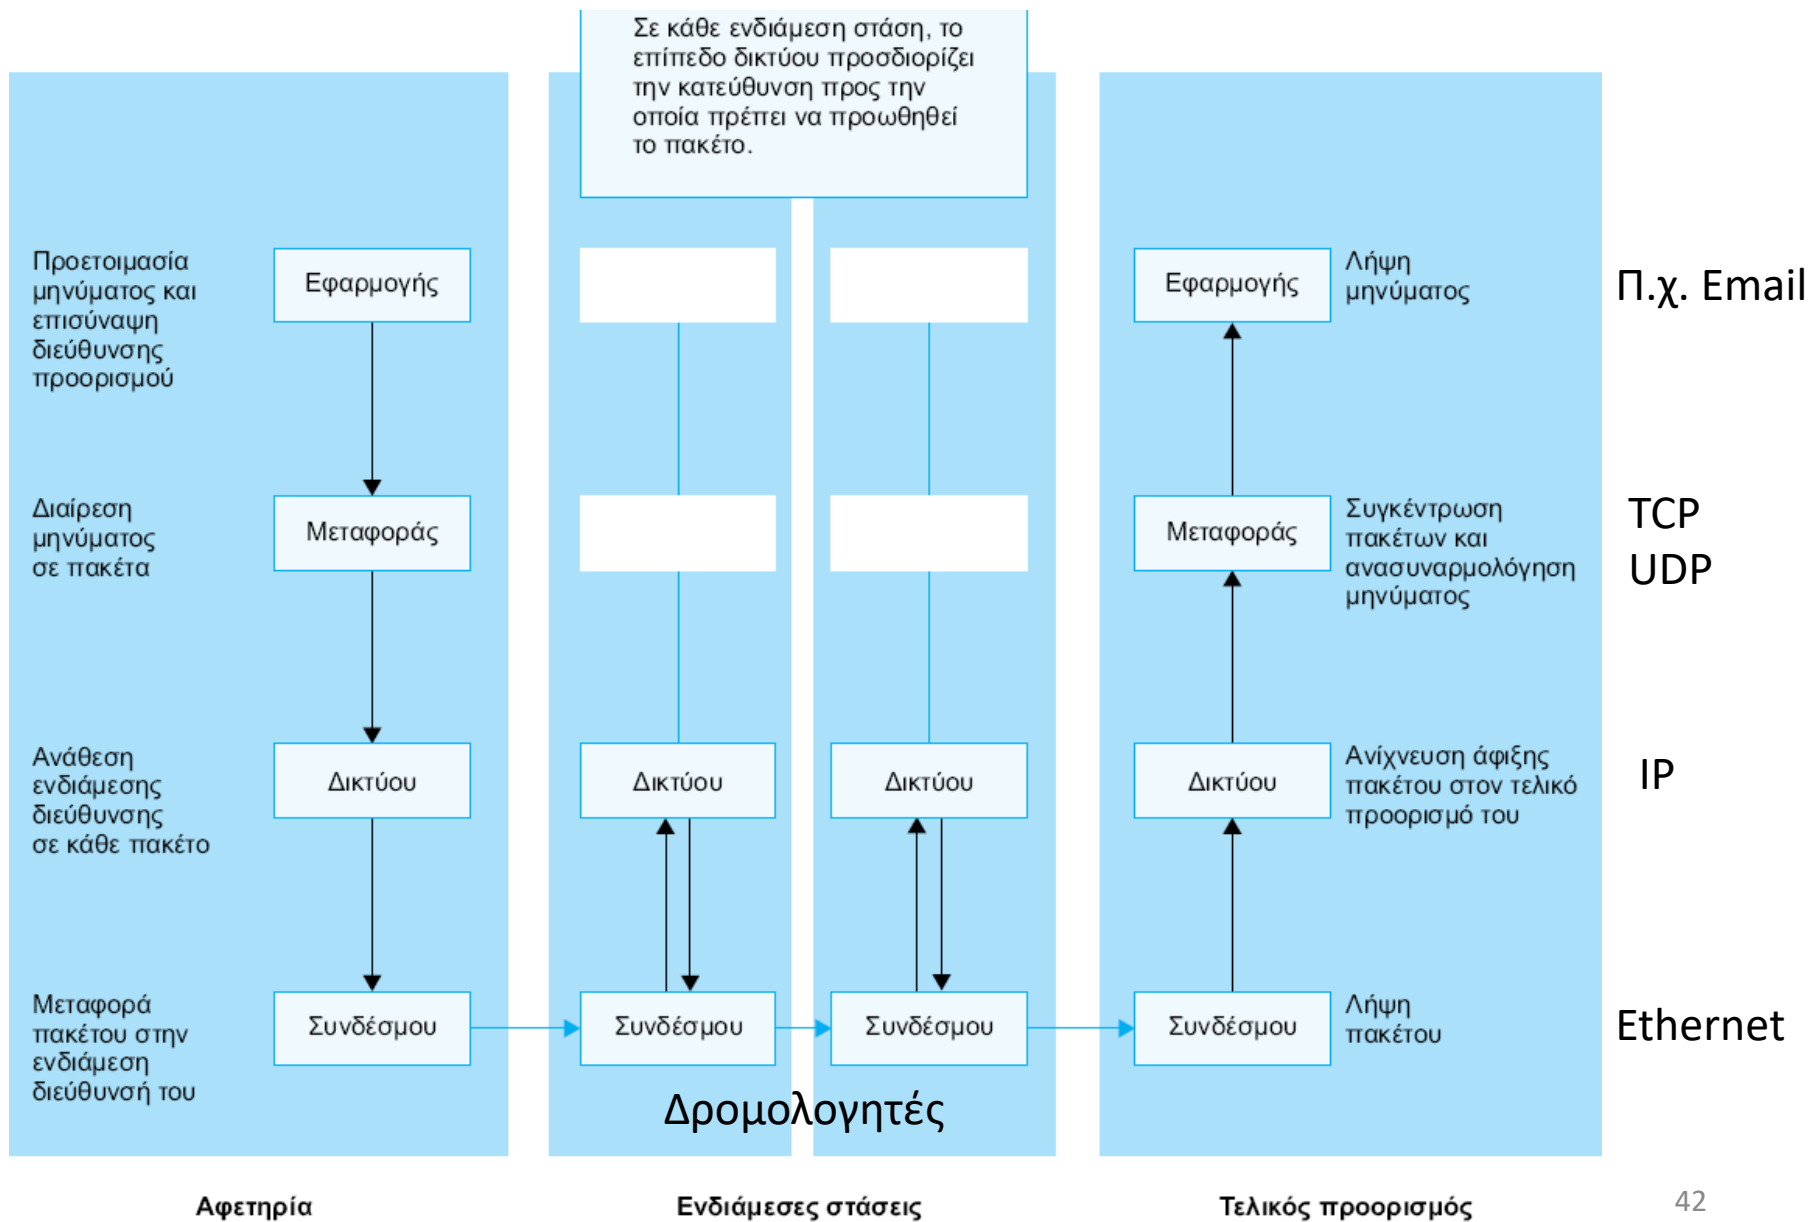 Σε κάθε ενδιάμεση στάση, το
επίπεδο δικτύου προσδιορίζει
την κατεύθυνση προς την
οποία πρέπει να προωθηθεί
το πακέτο.
Προετοιμασία
μηνύματος και
επισύναψη
διεύθυνσης
προορισμού
Εφαρμογής
Εφαρμογής
Λήψη
μηνύματος
Π.χ. Email
Διαίρεση
μηνύματος
σε πακέτα
Μεταφοράς
Μεταφοράς
Συγκέντρωση
πακέτων και
ανασυναρμολόγηση
μηνύματος
TCP
UDP
Ανάθεση
ενδιάμεσης
διεύθυνσης
σε κάθε πακέτο
Δικτύου
Δικτύου
Δικτύου
Δικτύου
Ανίχνευση άφιξης
πακέτου στον τελικό
προορισμό του
IP
Μεταφορά
πακέτου στην
ενδιάμεση
διεύθυνσή του
Συνδέσμου
Συνδέσμου
Συνδέσμου
Συνδέσμου
Λήψη
πακέτου
Ethernet
Δρομολογητές
Αφετηρία
Ενδιάμεσες στάσεις
Τελικός προορισμός
42